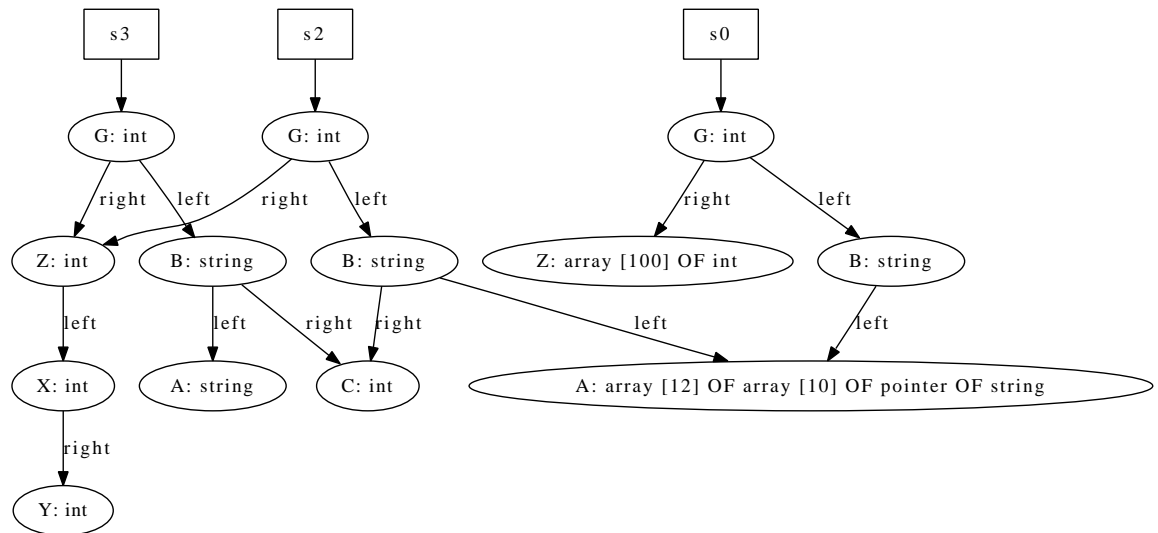 s3
s2
s0
G: int
G: int
G: int
right
left
right
left
right
left
Z: int
B: string
B: string
Z: array [100] OF int
B: string
left
left
right
right
left
left
X: int
A: string
C: int
A: array [12] OF array [10] OF pointer OF string
right
Y: int